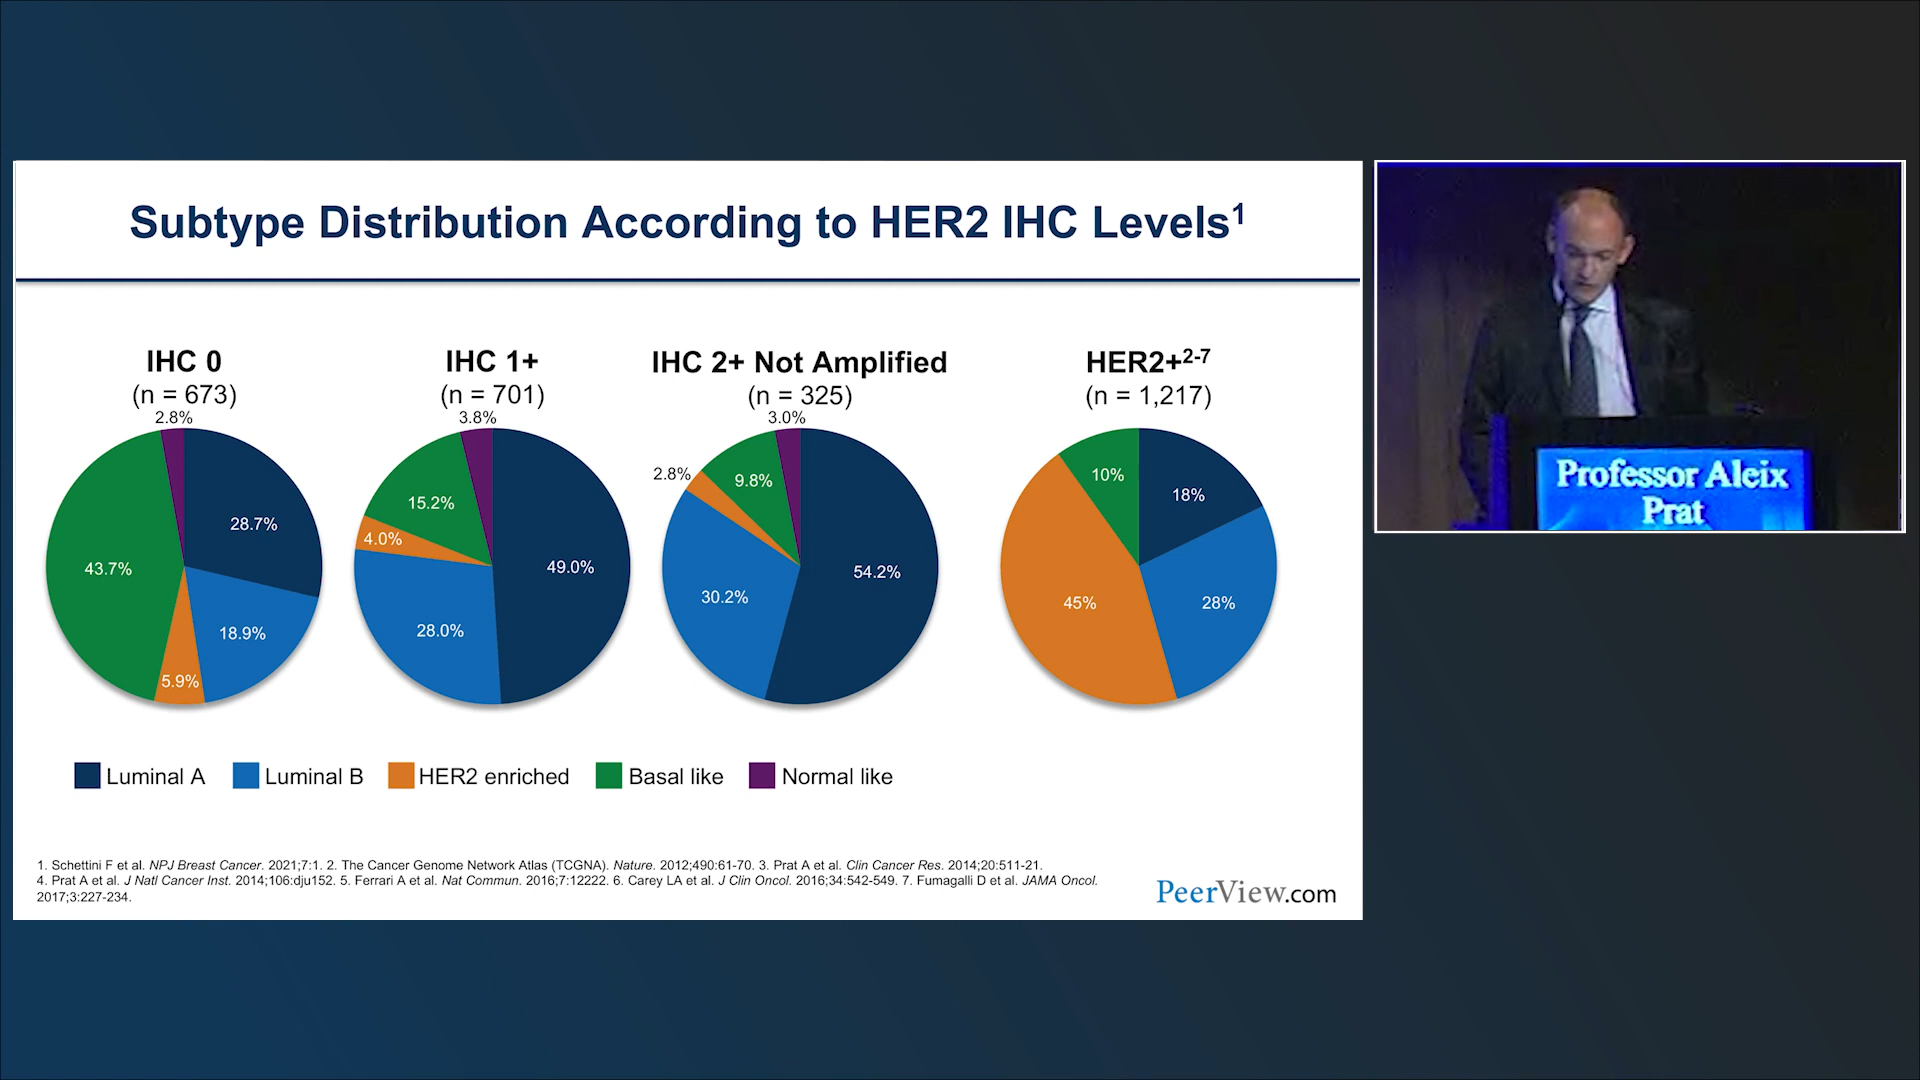 Subtype Distribution According to HER2 IHC Levels1
IHC 0
(n = 673)
2.8%
28.7%
18.9%
5.9%
43.7%
IHC 1+
(n = 701)
3.8%
49.0%
28.0%
4.0%
15.2%
IHC 2+ Not Amplified
(n = 325)
3.0%
54.2%
30.2%
2.8%
9.8%
HER2+2-7
(n = 1,217)
18%
28%
45%
10%
Luminal A
Luminal B
HER2 enriched
Basal like
Normal like
1. Schettini F et al. NPJ Breast Cancer. 2021;7:1. 2. The Cancer Genome Network Atlas (TCGNA). Nature. 2012;490:61-70. 3. Prat A et al. Clin Cancer Res. 2014;20:511-21.
4. Prat A et al. J Natl Cancer Inst. 2014;106:dju152. 5. Ferrari A et al. Nat Commun. 2016;7:12222. 6. Carey LA et al. J Clin Oncol. 2016;34:542-549. 7. Fumagalli D et al. JAMA Oncol.
2017;3:227-234.
PeerView.com
Professor Aleix
Prat